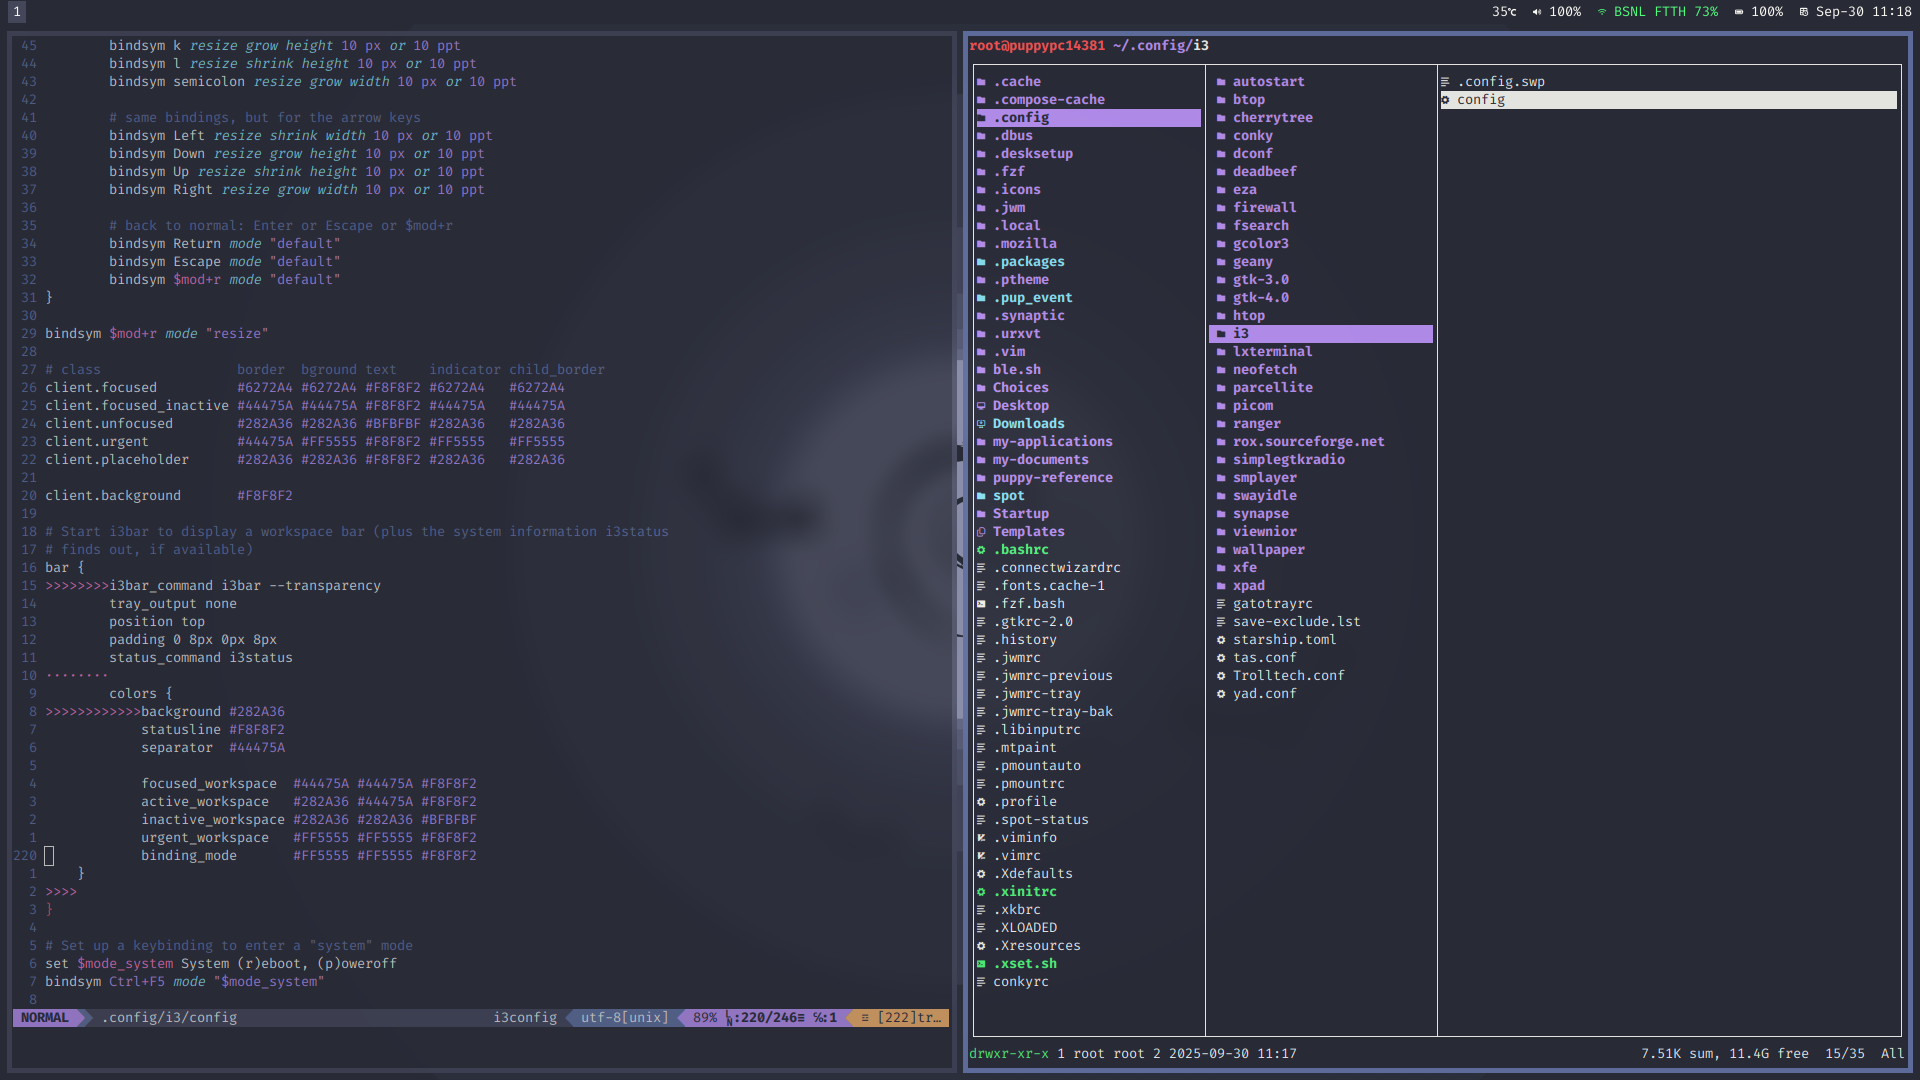 1
35℃ 100% BSNL FTTH 73% 100% Sep-30 11:18
45 bindsym k resize grow height 10 px or 10 ppt
44 bindsym l resize shrink height 10 px or 10 ppt
43 bindsym semicolon resize grow width 10 px or 10 ppt
42
41 # same bindings, but for the arrow keys
40 bindsym Left resize shrink width 10 px or 10 ppt
39 bindsym Down resize grow height 10 px or 10 ppt
38 bindsym Up resize shrink height 10 px or 10 ppt
37 bindsym Right resize grow width 10 px or 10 ppt
36
35 # back to normal: Enter or Escape or $mod+r
34 bindsym Return mode "default"
33 bindsym Escape mode "default"
32 bindsym $mod+r mode "default"
31 }
30
29 bindsym $mod+r mode "resize"
28
27 # class border bground text indicator child_border
26 client.focused #6272A4 #6272A4 #F8F8F2 #6272A4 #6272A4
25 client.focused_inactive #44475A #44475A #F8F8F2 #44475A #44475A
24 client.unfocused #282A36 #282A36 #BFBFBF #282A36 #282A36
23 client.urgent #44475A #FF5555 #F8F8F2 #FF5555 #FF5555
22 client.placeholder #282A36 #282A36 #F8F8F2 #282A36 #282A36
21
20 client.background #F8F8F2
19
18 # Start i3bar to display a workspace bar (plus the system information i3status
17 # finds out, if available)
16 bar {
15 >>>>>>>>i3bar_command i3bar --transparency
14 tray_output none
13 position top
12 padding 0 8px 0px 8px
11 status_command i3status
10 ········
9 colors {
8 >>>>>>>>>>>>background #282A36
7 statusline #F8F8F2
6 separator #44475A
5
4 focused_workspace #44475A #44475A #F8F8F2
3 active_workspace #282A36 #44475A #F8F8F2
2 inactive_workspace #282A36 #282A36 #BFBFBF
1 urgent_workspace #FF5555 #FF5555 #F8F8F2
220 binding_mode #FF5555 #FF5555 #F8F8F2
1 }
2 >>>>
3 }
4
5 # Set up a keybinding to enter a "system" mode
6 set $mode_system System (r)eboot, (p)oweroff
7 bindsym Ctrl+F5 mode "$mode_system"
8
NORMAL .config/i3/config i3config utf-8[unix] 89% :220/246≡ ℅:1 [222]tr…
root@puppypc14381 ~/.config/i3
.cache
.compose-cache
.config
.dbus
.desksetup
.fzf
.icons
.jwm
.local
.mozilla
.packages
.ptheme
.pup_event
.synaptic
.urxvt
.vim
ble.sh
Choices
Desktop
Downloads
my-applications
my-documents
puppy-reference
spot
Startup
Templates
.bashrc
.connectwizardrc
.fonts.cache-1
.fzf.bash
.gtkrc-2.0
.history
.jwmrc
.jwmrc-previous
.jwmrc-tray
.jwmrc-tray-bak
.libinputrc
.mtpaint
.pmountauto
.pmountrc
.profile
.spot-status
.viminfo
.vimrc
.Xdefaults
.xinitrc
.xkbrc
.XLOADED
.Xresources
.xset.sh
conkyrc
autostart
btop
cherrytree
conky
dconf
deadbeef
eza
firewall
fsearch
gcolor3
geany
gtk-3.0
gtk-4.0
htop
i3
lxterminal
neofetch
parcellite
picom
ranger
rox.sourceforge.net
simplegtkradio
smplayer
swayidle
synapse
viewnior
wallpaper
xfe
xpad
gatotrayrc
save-exclude.lst
starship.toml
tas.conf
Trolltech.conf
yad.conf
.config.swp
config
drwxr-xr-x 1 root root 2 2025-09-30 11:17 7.51K sum, 11.4G free 15/35 All